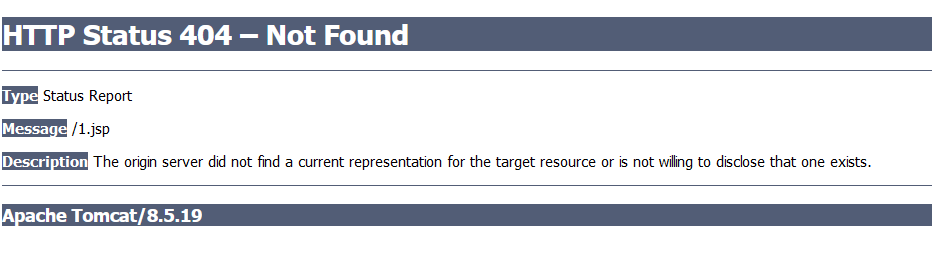 HTTP Status 404 – Not Found
Type Status Report
Message /1.jsp
Description The origin server did not find a current representation for the target resource or is not willing to disclose that one exists.
Apache Tomcat/8.5.19